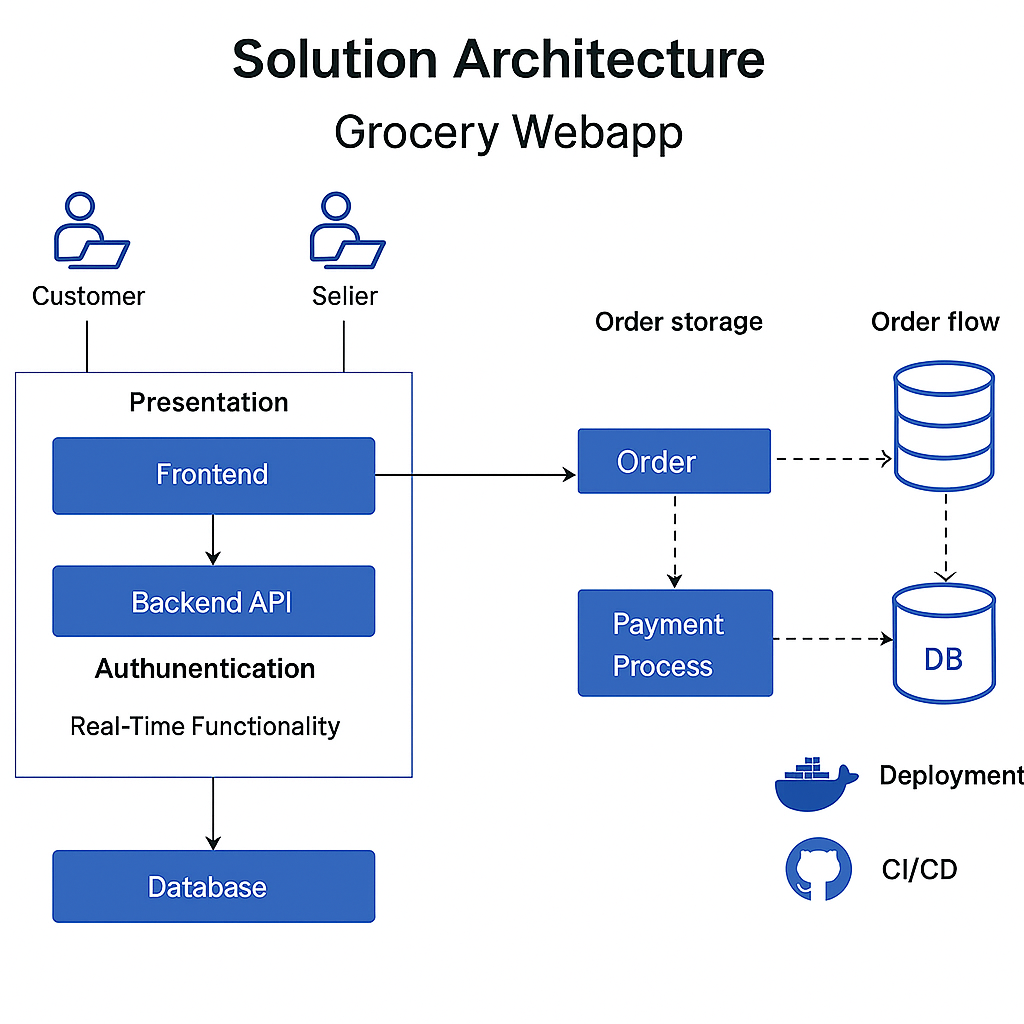 Solution Architecture
Grocery Webapp
Customer
Selier
Order storage
Order flow
Presentation
Frontend
Order
Backend API
Payment
Process
DB
Authunentication
Real-Time Functionality
Deployment
CI/CD
Database